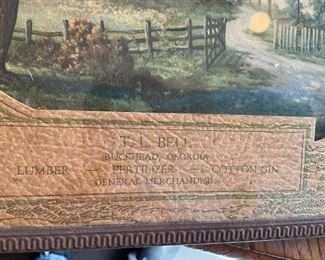 T. L. BELL
BUCKHEAD, GEORGIA
LUMBER — FERTILIZER — COTTON GIN
GENERAL MERCHANDISE